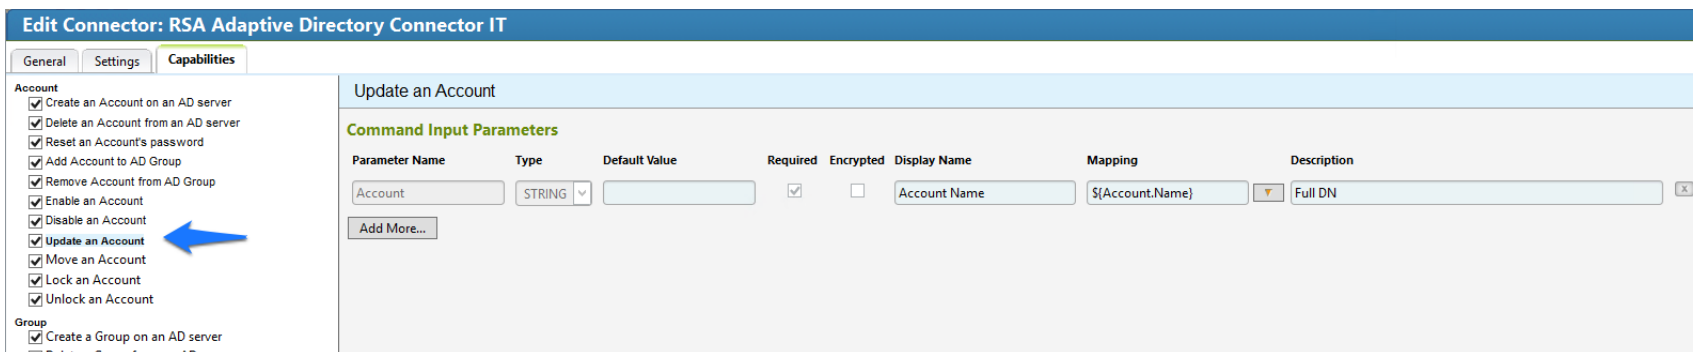 Edit Connector: RSA Adaptive Directory Connector IT
General Settings Capabilities
Account
Create an Account on an AD server
Delete an Account from an AD server
Reset an Account's password
Add Account to AD Group
Remove Account from AD Group
Enable an Account
Disable an Account
Update an Account
Move an Account
Lock an Account
Unlock an Account
Group
Create a Group on an AD server
Update an Account
Command Input Parameters
Parameter Name Type Default Value Required Encrypted Display Name Mapping Description
Account STRING Account Name ${Account.Name} Full DN x
Add More...